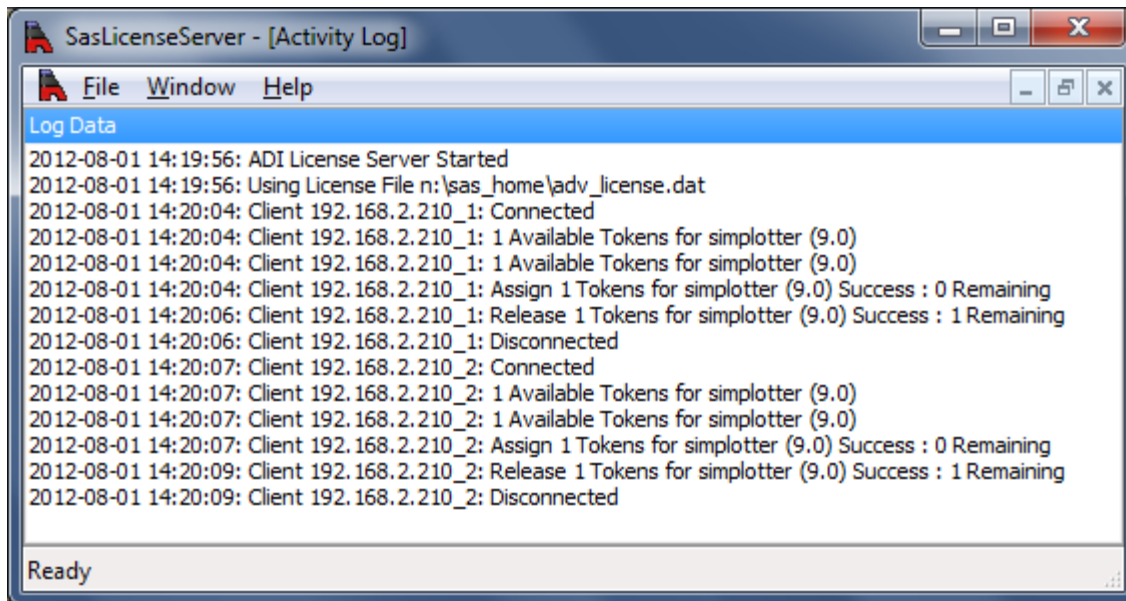 SasLicenseServer - [Activity Log]
File Window Help
Log Data
2012-08-01 14:19:56: ADI License Server Started
2012-08-01 14:19:56: Using License File n:\sas_home\adv_license.dat
2012-08-01 14:20:04: Client 192.168.2.210_1: Connected
2012-08-01 14:20:04: Client 192.168.2.210_1: 1 Available Tokens for simplotter (9.0)
2012-08-01 14:20:04: Client 192.168.2.210_1: 1 Available Tokens for simplotter (9.0)
2012-08-01 14:20:04: Client 192.168.2.210_1: Assign 1 Tokens for simplotter (9.0) Success : 0 Remaining
2012-08-01 14:20:06: Client 192.168.2.210_1: Release 1 Tokens for simplotter (9.0) Success : 1 Remaining
2012-08-01 14:20:06: Client 192.168.2.210_1: Disconnected
2012-08-01 14:20:07: Client 192.168.2.210_2: Connected
2012-08-01 14:20:07: Client 192.168.2.210_2: 1 Available Tokens for simplotter (9.0)
2012-08-01 14:20:07: Client 192.168.2.210_2: 1 Available Tokens for simplotter (9.0)
2012-08-01 14:20:07: Client 192.168.2.210_2: Assign 1 Tokens for simplotter (9.0) Success : 0 Remaining
2012-08-01 14:20:09: Client 192.168.2.210_2: Release 1 Tokens for simplotter (9.0) Success : 1 Remaining
2012-08-01 14:20:09: Client 192.168.2.210_2: Disconnected
Ready